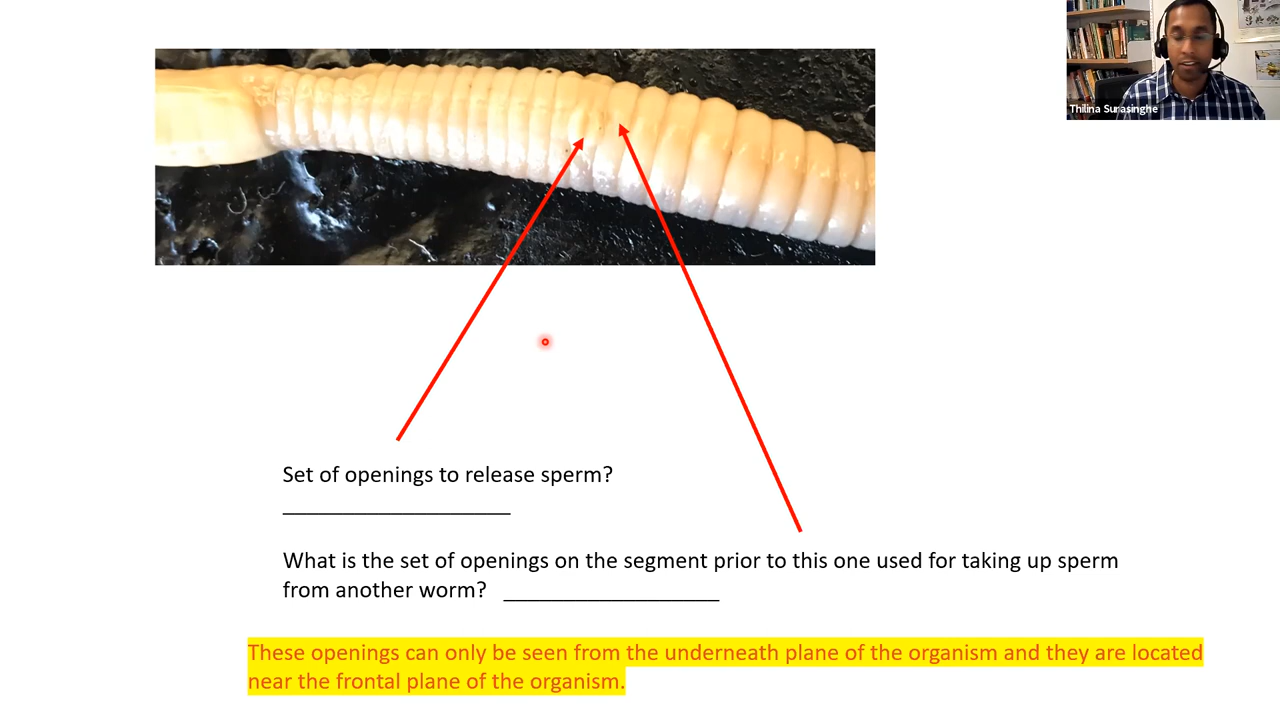 Thilina Surasinghe
Set of openings to release sperm?
____________________
What is the set of openings on the segment prior to this one used for taking up sperm
from another worm? ___________________
These openings can only be seen from the underneath plane of the organism and they are located
near the frontal plane of the organism.